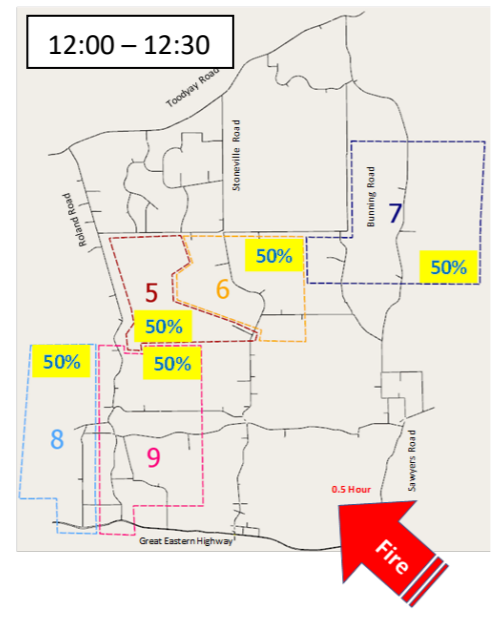 12:00 – 12:30
Toodyay Road
Stoneville Road
Roland Road
Bunning Road
7
50%
50%
5
6
50%
50%
50%
8
9
Sawyers Road
0.5 Hour
Great Eastern Highway
Fire